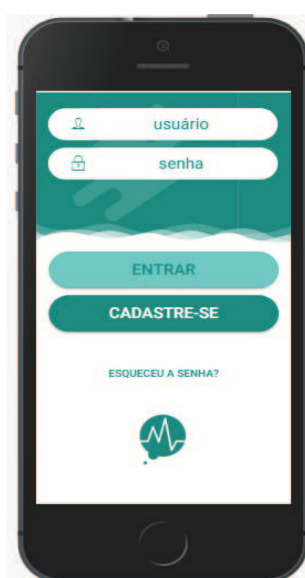 usuário
senha
ENTRAR
CADASTRE-SE
ESQUECEU A SENHA?